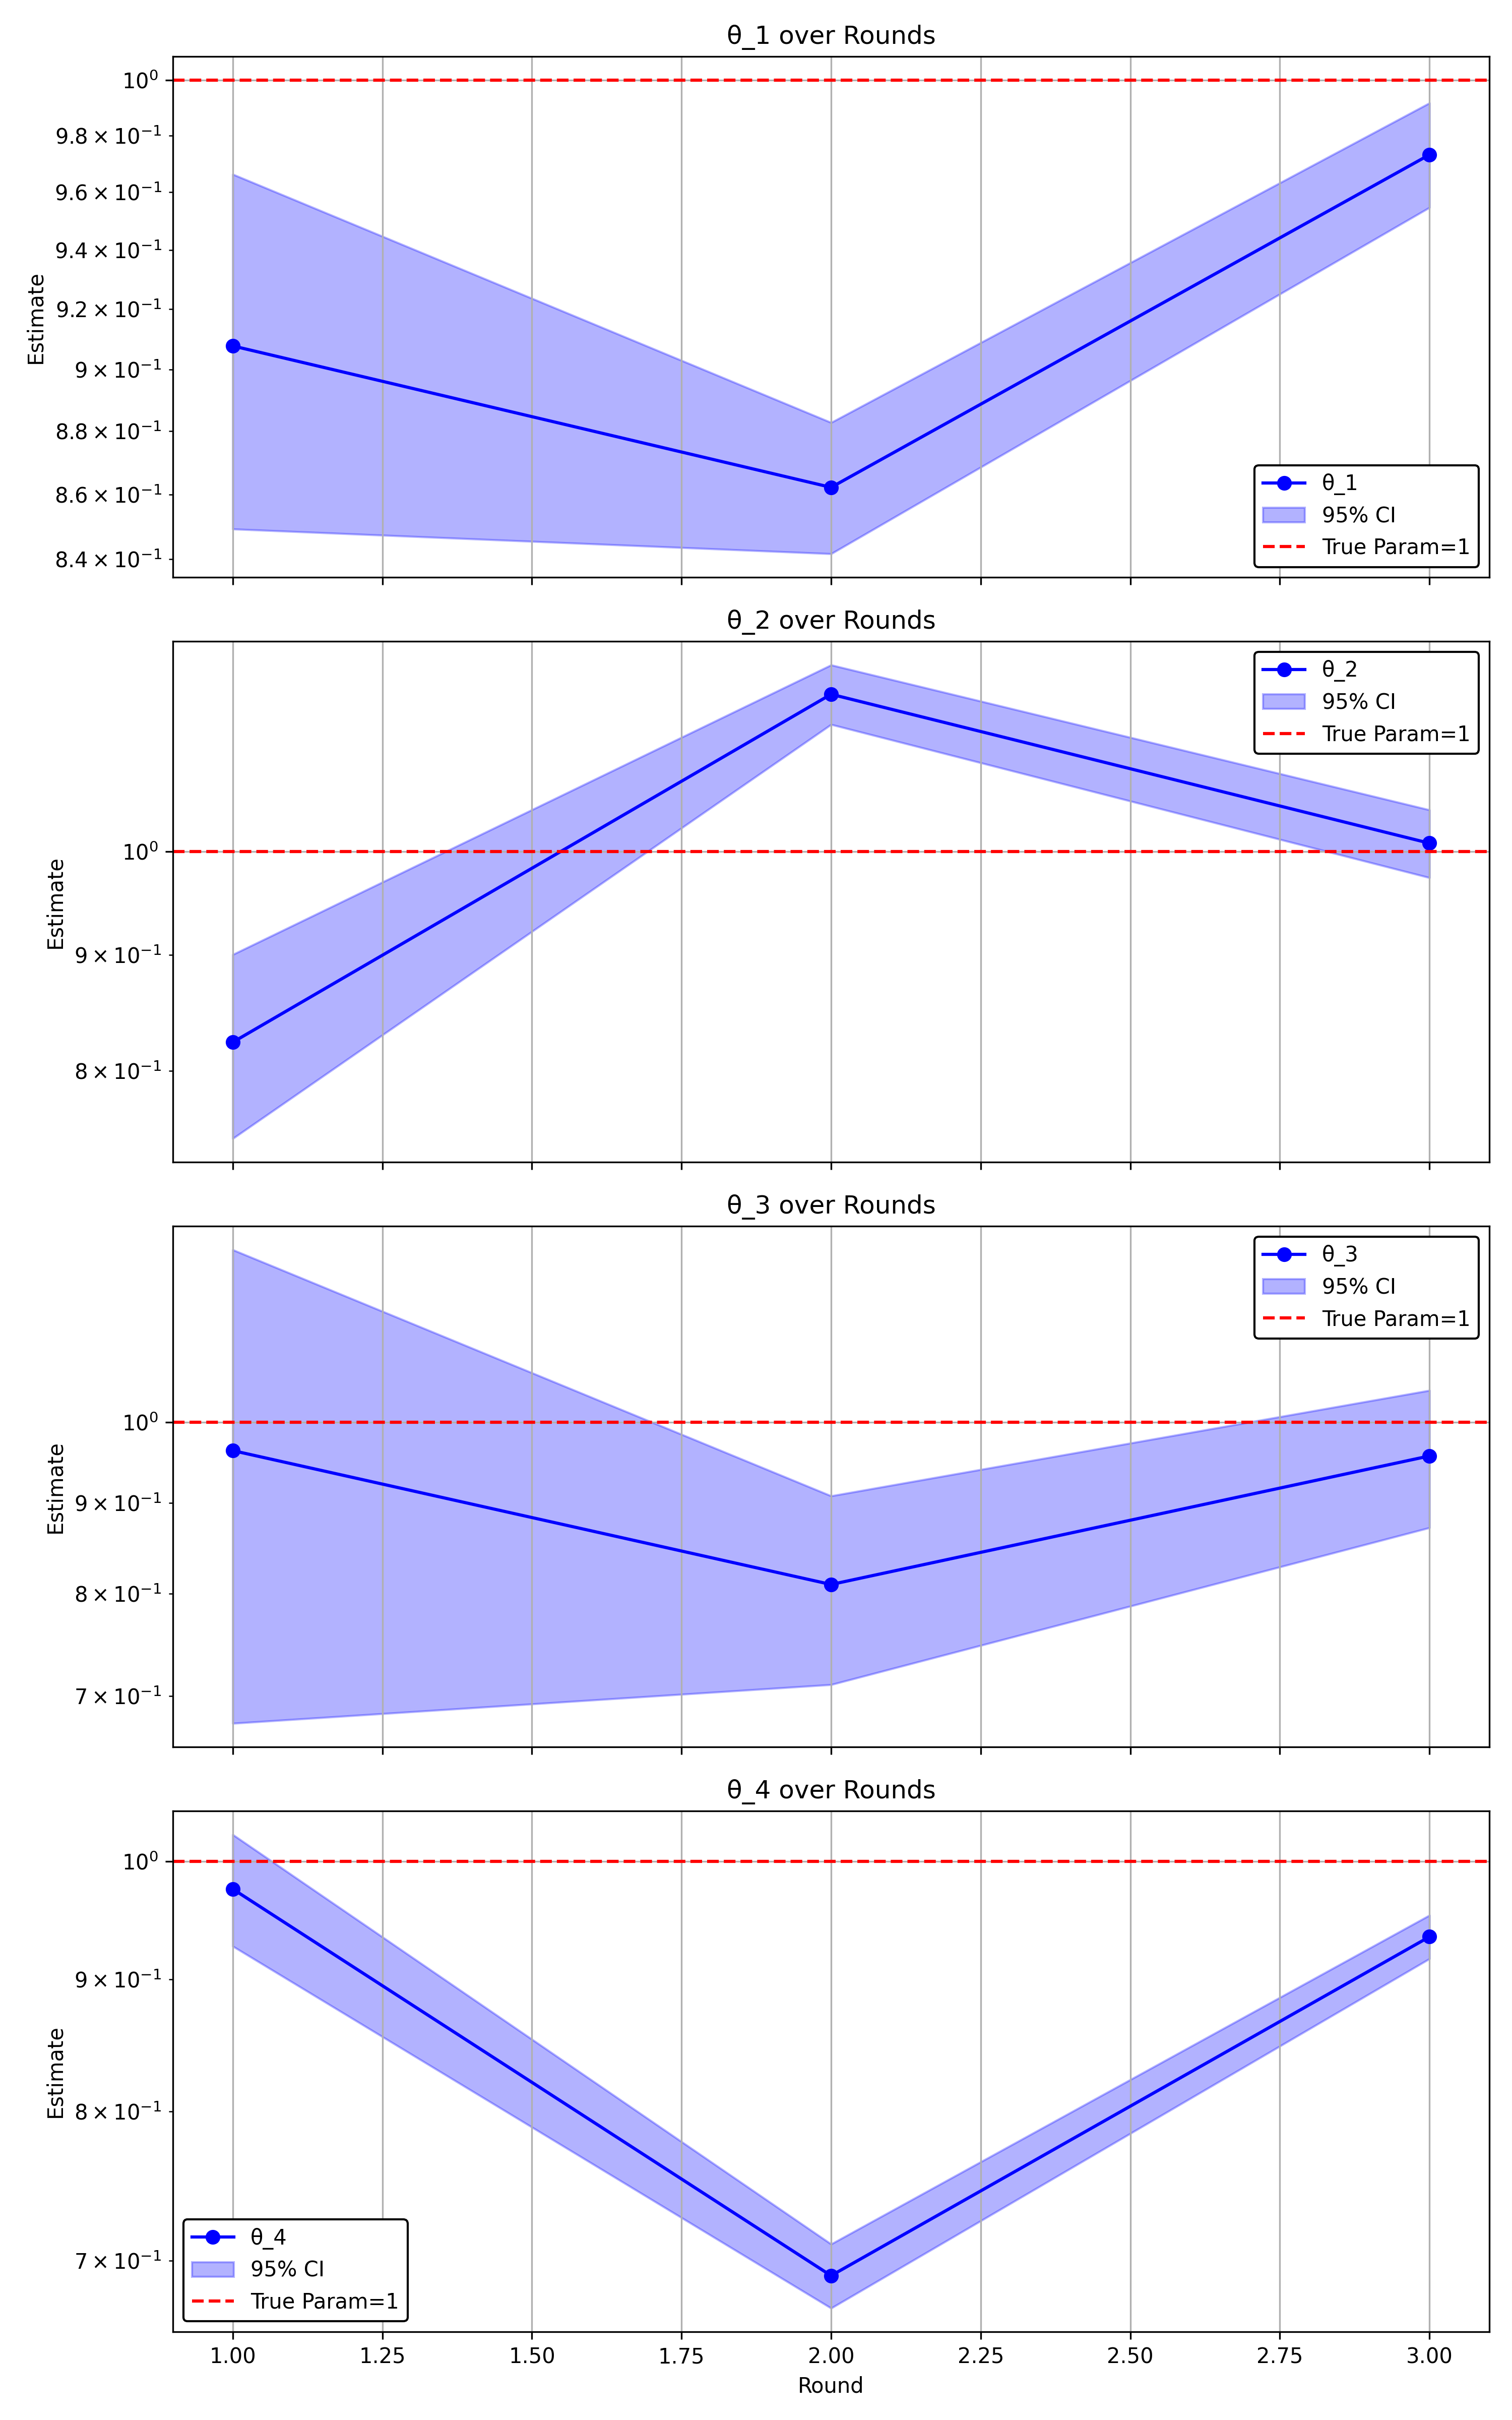 θ_1 over Rounds
10⁰
9.8 × 10⁻¹
9.6 × 10⁻¹
9.4 × 10⁻¹
9.2 × 10⁻¹
9 × 10⁻¹
8.8 × 10⁻¹
8.6 × 10⁻¹
8.4 × 10⁻¹
Estimate
θ_1
95% CI
True Param=1
θ_2 over Rounds
10⁰
9 × 10⁻¹
8 × 10⁻¹
Estimate
θ_2
95% CI
True Param=1
θ_3 over Rounds
10⁰
9 × 10⁻¹
8 × 10⁻¹
7 × 10⁻¹
Estimate
θ_3
95% CI
True Param=1
θ_4 over Rounds
10⁰
9 × 10⁻¹
8 × 10⁻¹
7 × 10⁻¹
Estimate
θ_4
95% CI
True Param=1
1.00 1.25 1.50 1.75 2.00 2.25 2.50 2.75 3.00
Round